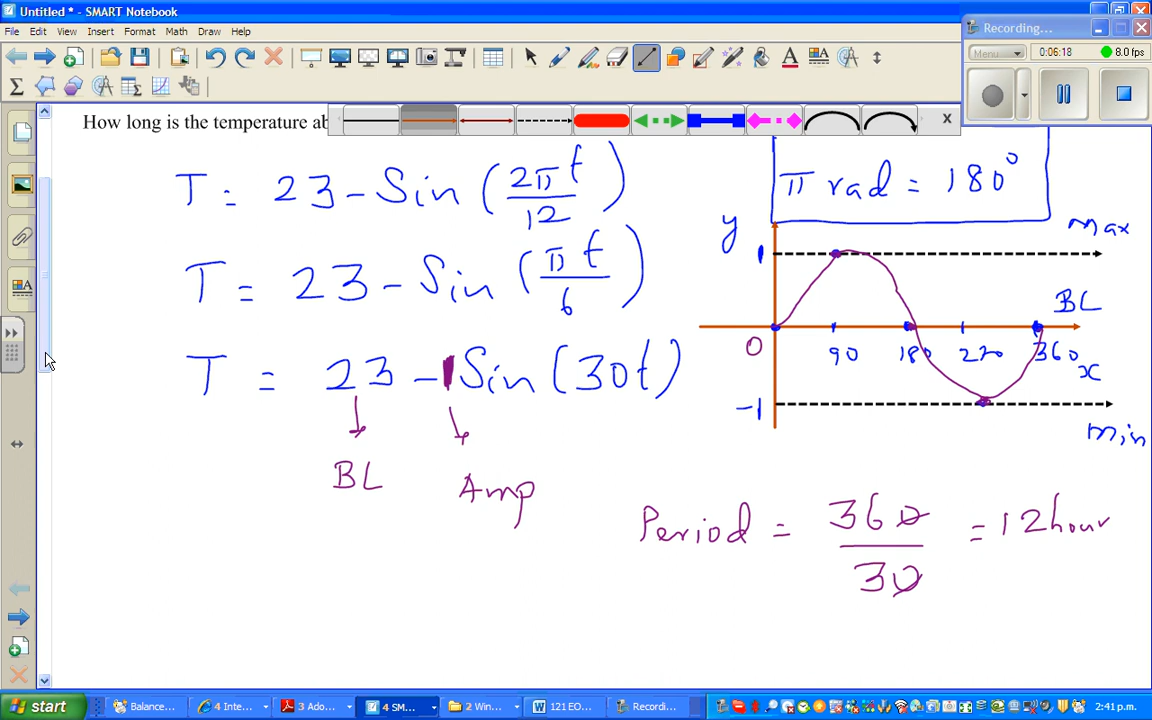 Untitled * - SMART Notebook
File Edit View Insert Format Math Draw Help
Recording...
Menu
0:06:18
8.0 fps
How long is the temperature ab
T = 23 - Sin (2πt/12)
π rad = 180°
y
max
T = 23 - Sin (πt/6)
1
BL
0 90 180 270 360
x
T = 23 - 1 Sin (30t)
-1
min
BL
Amp
Period = 360/30 = 12 hour
start
Balance...
4 Inte...
3 Ado...
4 SM...
2 Win...
121 EO...
Recordi...
2:41 p.m.